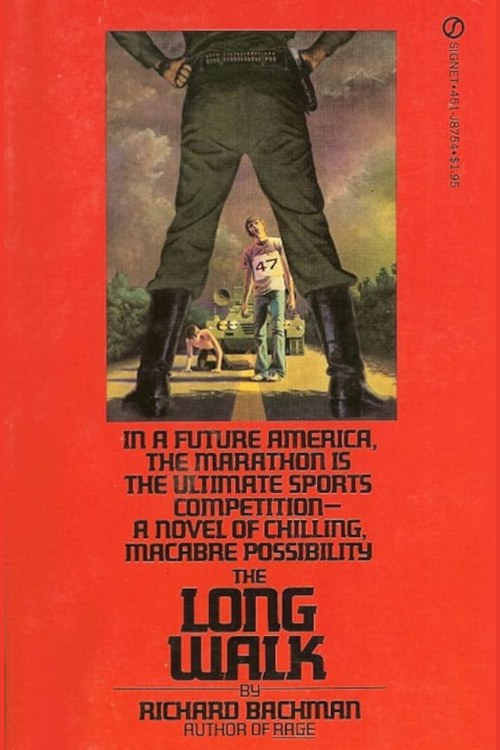 SIGNET • 451-J8754 • $1.95
47
IN A FUTURE AMERICA,
THE MARATHON IS
THE ULTIMATE SPORTS
COMPETITION—
A NOVEL OF CHILLING,
MACABRE POSSIBILITY
THE
LONG
WALK
BY
RICHARD BACHMAN
AUTHOR OF RAGE